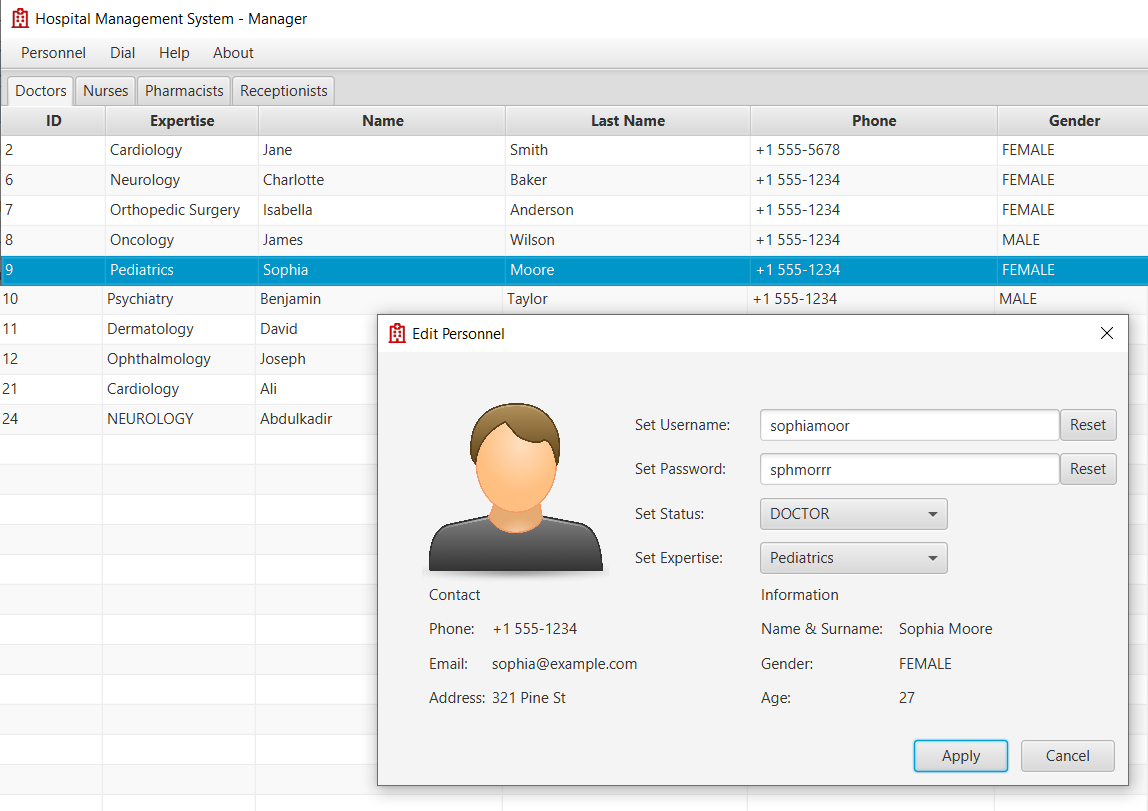 Hospital Management System - Manager
Personnel Dial Help About
Doctors Nurses Pharmacists Receptionists
ID Expertise Name Last Name Phone Gender
2 Cardiology Jane Smith +1 555-5678 FEMALE
6 Neurology Charlotte Baker +1 555-1234 FEMALE
7 Orthopedic Surgery Isabella Anderson +1 555-1234 FEMALE
8 Oncology James Wilson +1 555-1234 MALE
9 Pediatrics Sophia Moore +1 555-1234 FEMALE
10 Psychiatry Benjamin Taylor +1 555-1234 MALE
11 Dermatology David
12 Ophthalmology Joseph
21 Cardiology Ali
24 NEUROLOGY Abdulkadir
Edit Personnel
Set Username: sophiamoor Reset
Set Password: sphmorrr Reset
Set Status: DOCTOR
Set Expertise: Pediatrics
Contact Information
Phone: +1 555-1234 Name & Surname: Sophia Moore
Email: sophia@example.com Gender: FEMALE
Address: 321 Pine St Age: 27
Apply Cancel